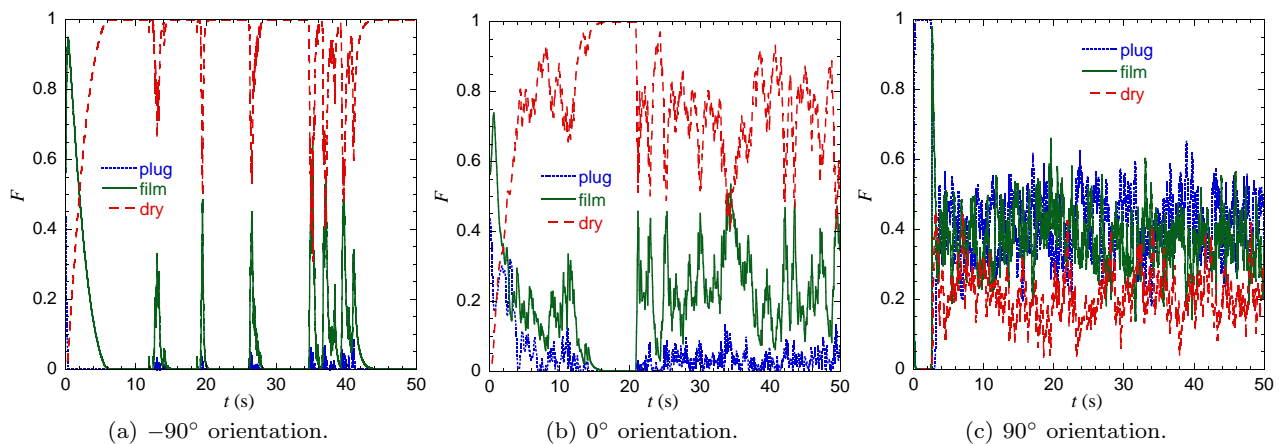 1
0.8
0.6
0.4
0.2
0
F
0 10 20 30 40 50
t (s)
plug
film
dry
(a) −90° orientation.
1
0.8
0.6
0.4
0.2
0
F
0 10 20 30 40 50
t (s)
plug
film
dry
(b) 0° orientation.
1
0.8
0.6
0.4
0.2
0
F
0 10 20 30 40 50
t (s)
plug
film
dry
(c) 90° orientation.